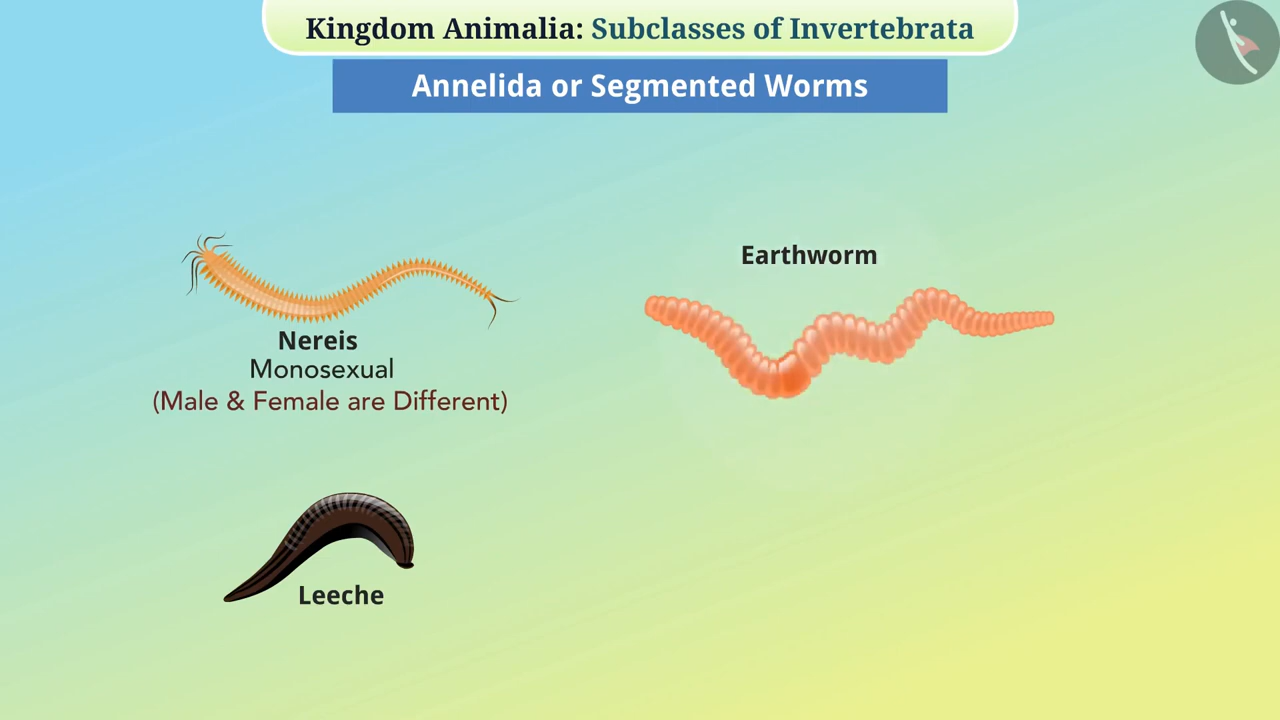 Kingdom Animalia: Subclasses of Invertebrata
Annelida or Segmented Worms
Nereis
Monosexual
(Male & Female are Different)
Earthworm
Leeche